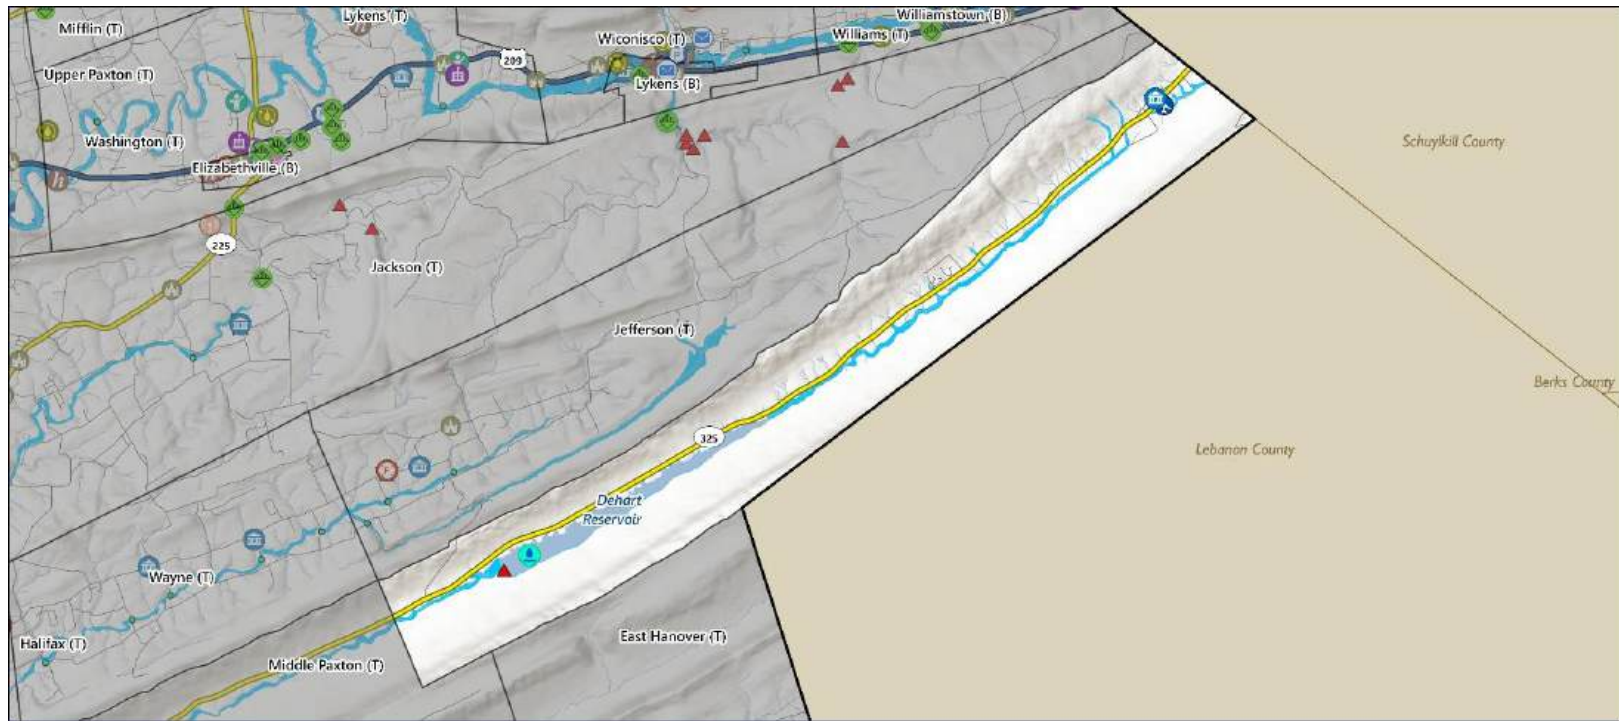 Lykens (T)
Williamstown (B)
Mifflin (T)
Wiconisco (T)
Williams (T)
209
Upper Paxton (T)
Lykens (B)
Washington (T)
Schuylkill County
Elizabethville (B)
225
Jackson (T)
Jefferson (T)
Berks County
325
Lebanon County
Dehart
Reservoir
Wayne (T)
East Hanover (T)
Halifax (T)
Middle Paxton (T)
F